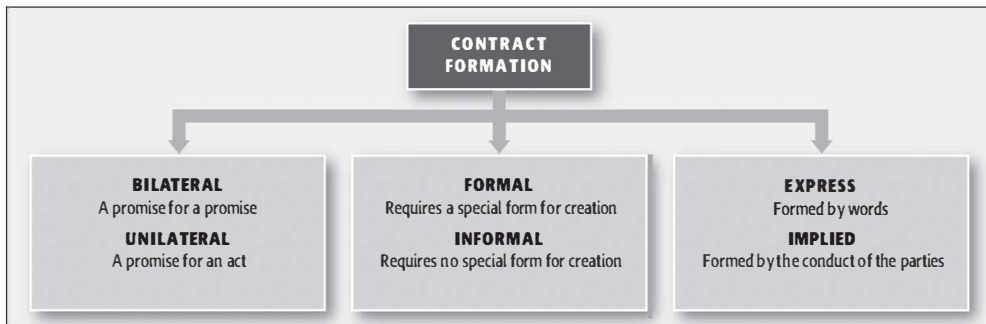 CONTRACT
FORMATION
BILATERAL
A promise for a promise
UNILATERAL
A promise for an act
FORMAL
Requires a special form for creation
INFORMAL
Requires no special form for creation
EXPRESS
Formed by words
IMPLIED
Formed by the conduct of the parties